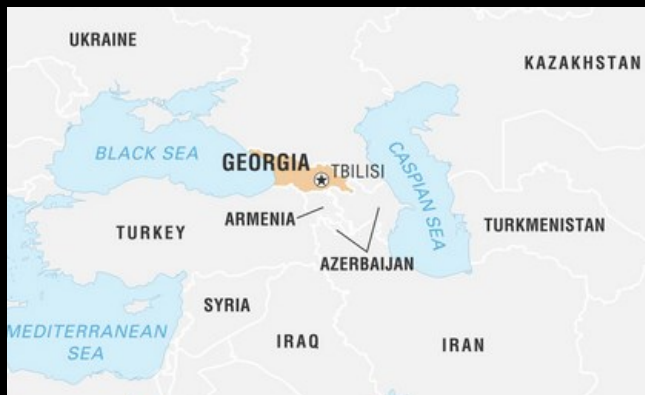 UKRAINE
KAZAKHSTAN
BLACK SEA
GEORGIA
TBILISI
CASPIAN SEA
ARMENIA
TURKEY
TURKMENISTAN
AZERBAIJAN
SYRIA
MEDITERRANEAN
SEA
IRAQ
IRAN